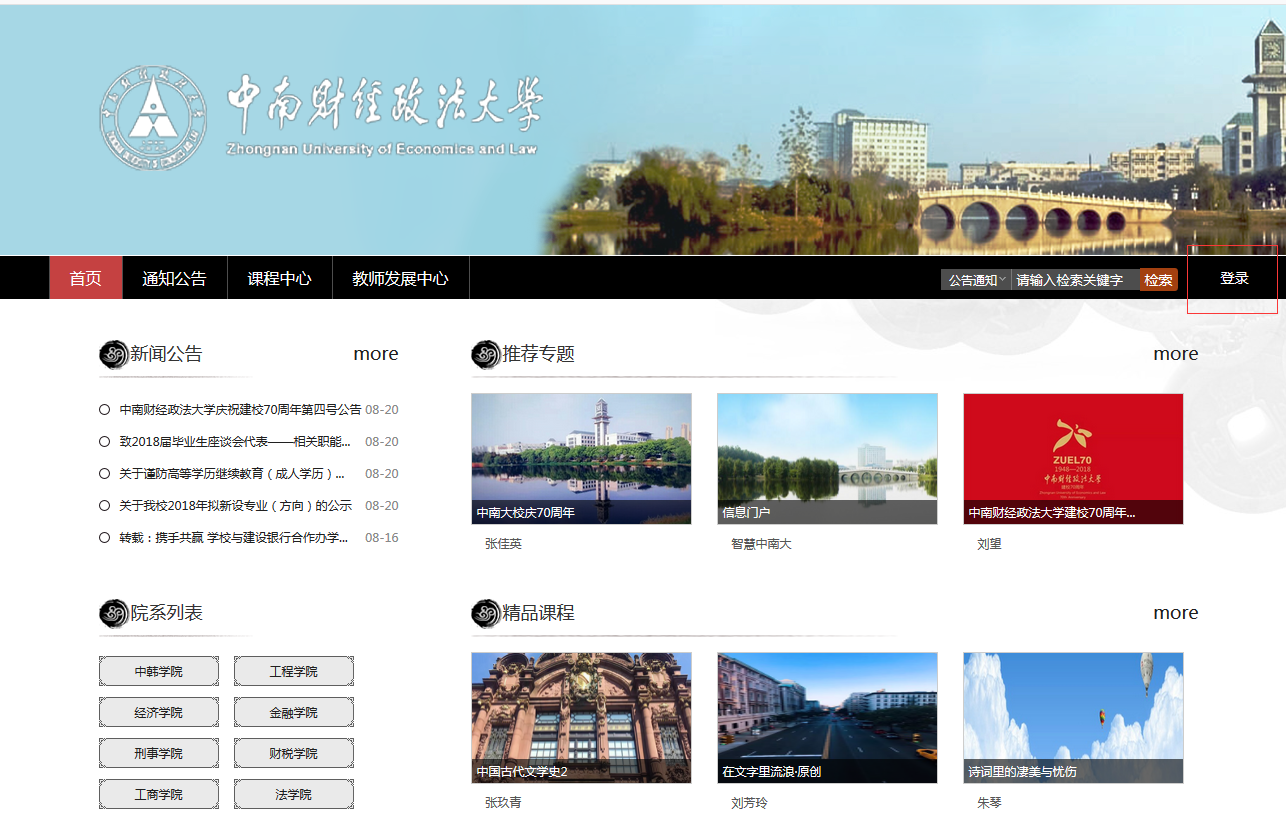 中南财经政法大学
Zhongnan University of Economics and Law
首页
通知公告
课程中心
教师发展中心
公告通知
请输入检索关键字
检索
登录
新闻公告
more
中南财经政法大学庆祝建校70周年第四号公告 08-20
致2018届毕业生座谈会代表——相关职能... 08-20
关于谨防高等学历继续教育（成人学历）... 08-20
关于我校2018年拟新设专业（方向）的公示 08-20
转载：携手共赢 学校与建设银行合作办学... 08-16
推荐专题
more
中南大校庆70周年
张佳英
信息门户
智慧中南大
ZUEL70
1948—2018
中南财经政法大学
中南财经政法大学建校70周年...
刘望
院系列表
中韩学院
工程学院
经济学院
金融学院
刑事学院
财税学院
工商学院
法学院
精品课程
more
中国古代文学史2
张玖青
在文字里流浪·原创
刘芳玲
诗词里的凄美与忧伤
朱琴